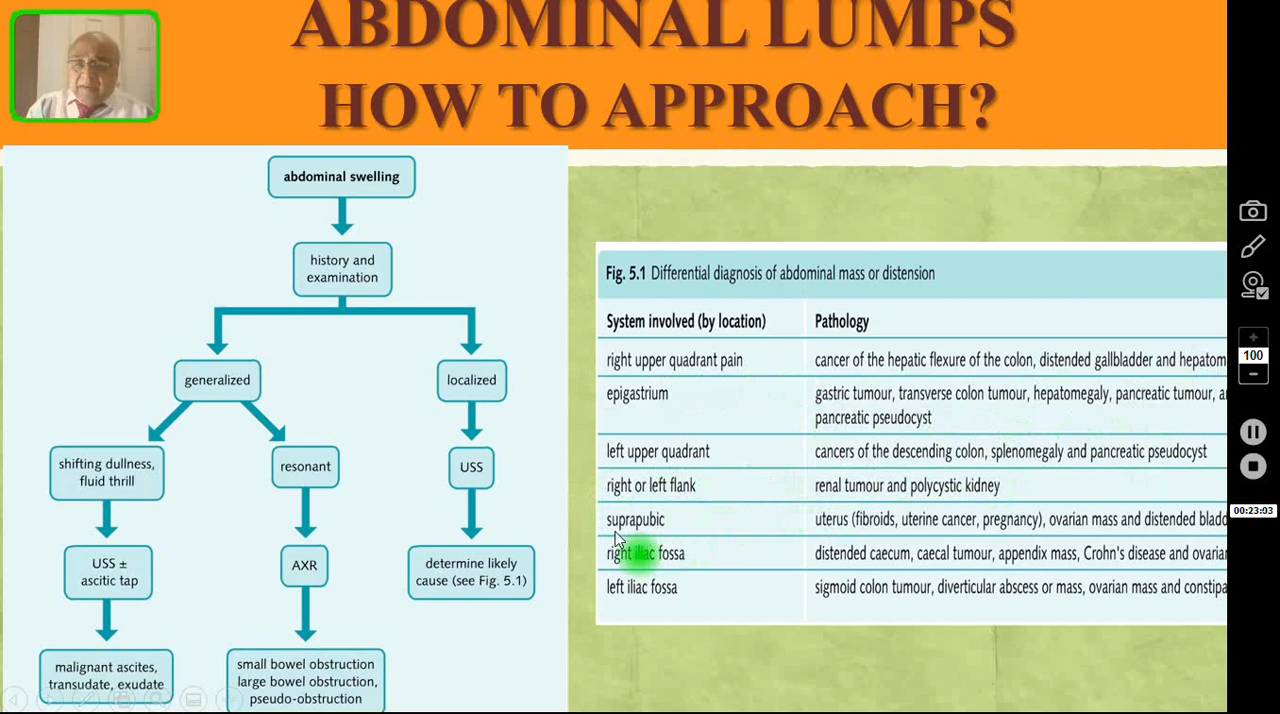 ABDOMINAL LUMPS
HOW TO APPROACH?
abdominal swelling
history and
examination
generalized
localized
shifting dullness,
fluid thrill
resonant
USS
USS ±
ascitic tap
AXR
determine likely
cause (see Fig. 5.1)
malignant ascites,
transudate, exudate
small bowel obstruction
large bowel obstruction,
pseudo-obstruction
Fig. 5.1 Differential diagnosis of abdominal mass or distension
System involved (by location) Pathology
right upper quadrant pain cancer of the hepatic flexure of the colon, distended gallbladder and
epigastrium gastric tumour, transverse colon tumour, hepatomegaly, pancreatic tumour,
pancreatic pseudocyst
left upper quadrant cancers of the descending colon, splenomegaly and pancreatic pseudocyst
right or left flank renal tumour and polycystic kidney
suprapubic uterus (fibroids, uterine cancer, pregnancy), ovarian mass and distended
right iliac fossa distended caecum, caecal tumour, appendix mass, Crohn's disease and
left iliac fossa sigmoid colon tumour, diverticular abscess or mass, ovarian mass and
100
00:23:93